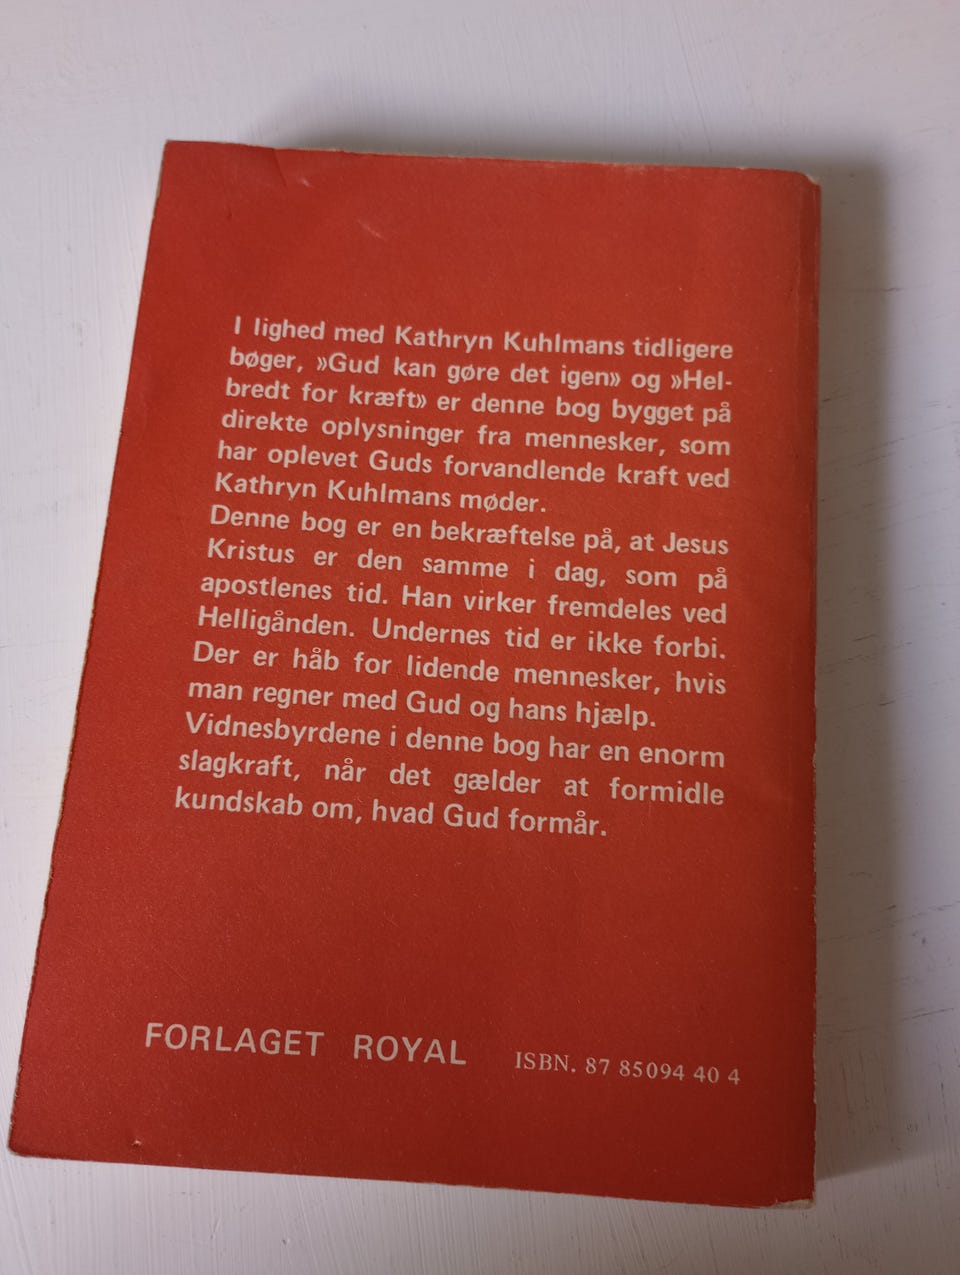 I lighed med Kathryn Kuhlmans tidligere
bøger, »Gud kan gøre det igen» og »Hel-
bredt for kræft» er denne bog bygget på
direkte oplysninger fra mennesker, som
har oplevet Guds forvandlende kraft ved
Kathryn Kuhlmans møder.
Denne bog er en bekræftelse på, at Jesus
Kristus er den samme i dag, som på
apostlenes tid. Han virker fremdeles ved
Helligånden. Undernes tid er ikke forbi.
Der er håb for lidende mennesker, hvis
man regner med Gud og hans hjælp.
Vidnesbyrdene i denne bog har en enorm
slagkraft, når det gælder at formidle
kundskab om, hvad Gud formår.
FORLAGET ROYAL
ISBN. 87 85094 40 4